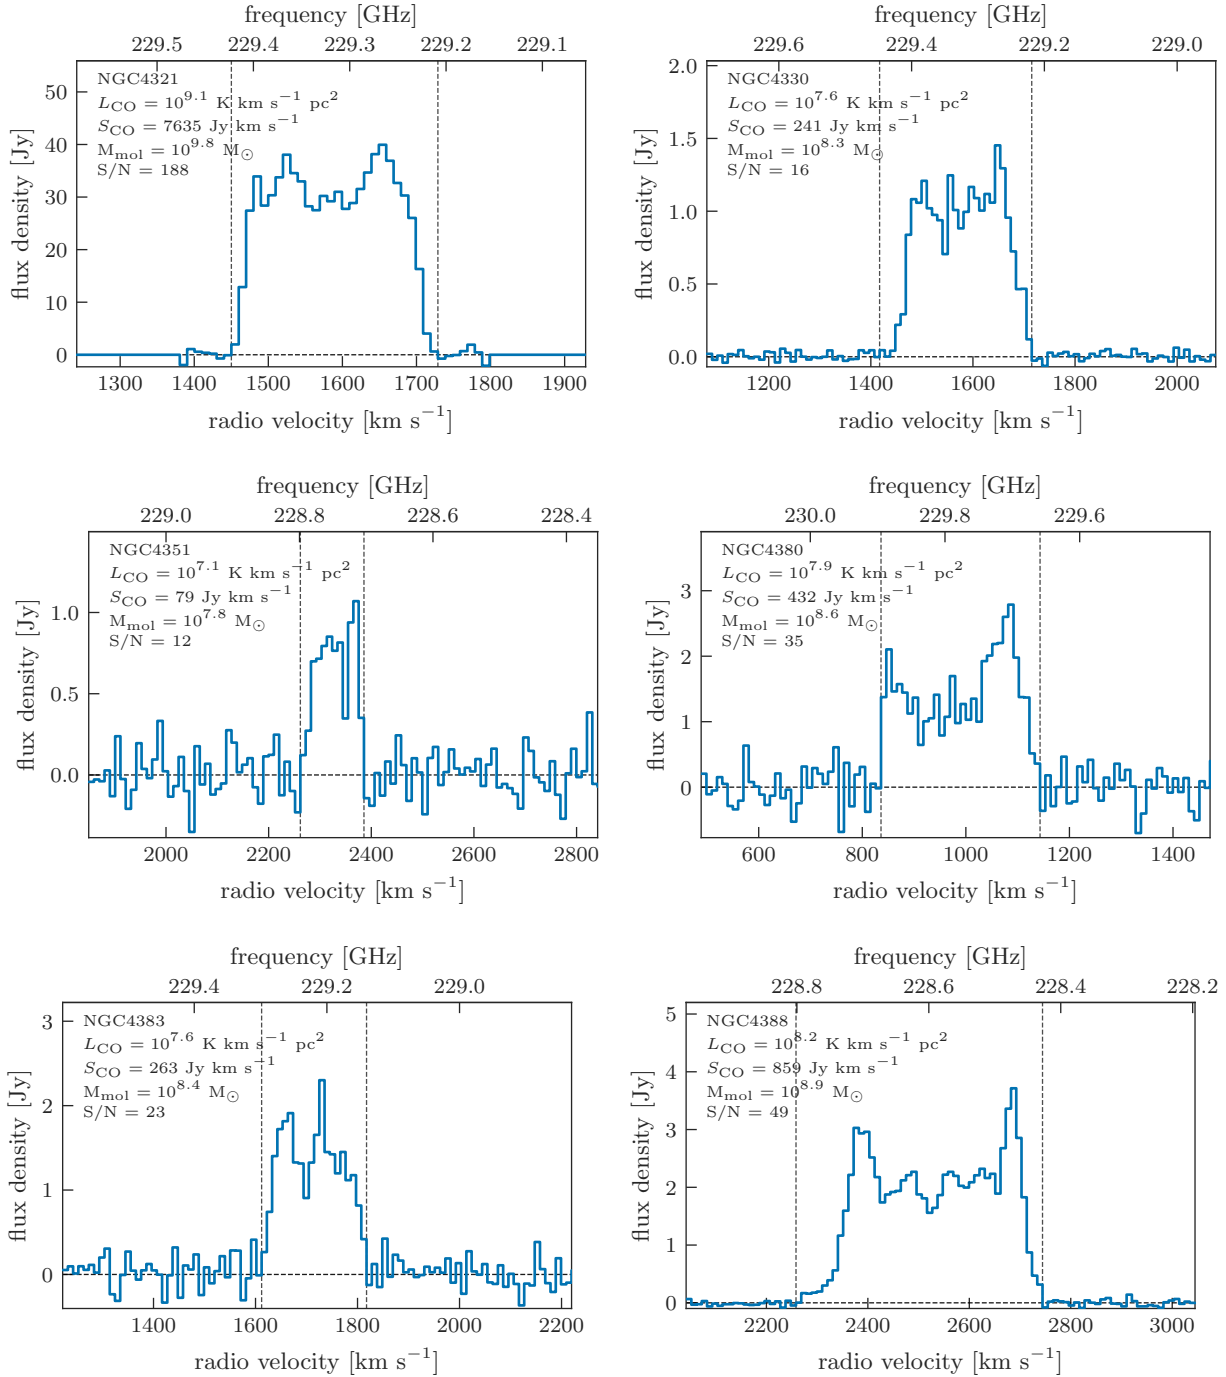 frequency [GHz]
229.5 229.4 229.3 229.2 229.1
NGC4321
L_CO = 10^9.1 K km s^−1 pc^2
S_CO = 7635 Jy km s^−1
M_mol = 10^9.8 M_⊙
S/N = 188
50
40
30
20
10
0
flux density [Jy]
1300 1400 1500 1600 1700 1800 1900
radio velocity [km s^−1]
frequency [GHz]
229.6 229.4 229.2 229.0
NGC4330
L_CO = 10^7.6 K km s^−1 pc^2
S_CO = 241 Jy km s^−1
M_mol = 10^8.3 M_⊙
S/N = 16
2.0
1.5
1.0
0.5
0.0
flux density [Jy]
1200 1400 1600 1800 2000
radio velocity [km s^−1]
frequency [GHz]
229.0 228.8 228.6 228.4
NGC4351
L_CO = 10^7.1 K km s^−1 pc^2
S_CO = 79 Jy km s^−1
M_mol = 10^7.8 M_⊙
S/N = 12
1.0
0.5
0.0
flux density [Jy]
2000 2200 2400 2600 2800
radio velocity [km s^−1]
frequency [GHz]
230.0 229.8 229.6
NGC4380
L_CO = 10^7.9 K km s^−1 pc^2
S_CO = 432 Jy km s^−1
M_mol = 10^8.6 M_⊙
S/N = 35
3
2
1
0
flux density [Jy]
600 800 1000 1200 1400
radio velocity [km s^−1]
frequency [GHz]
229.4 229.2 229.0
NGC4383
L_CO = 10^7.6 K km s^−1 pc^2
S_CO = 263 Jy km s^−1
M_mol = 10^8.4 M_⊙
S/N = 23
3
2
1
0
flux density [Jy]
1400 1600 1800 2000 2200
radio velocity [km s^−1]
frequency [GHz]
228.8 228.6 228.4 228.2
NGC4388
L_CO = 10^8.2 K km s^−1 pc^2
S_CO = 859 Jy km s^−1
M_mol = 10^8.9 M_⊙
S/N = 49
5
4
3
2
1
0
flux density [Jy]
2200 2400 2600 2800 3000
radio velocity [km s^−1]